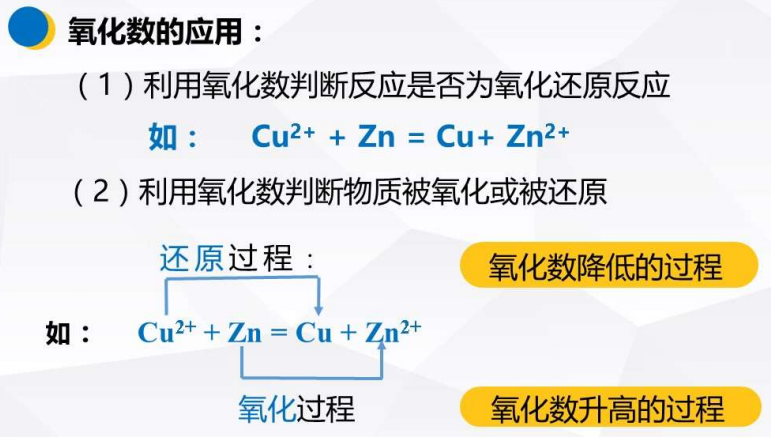 氧化数的应用：
（1）利用氧化数判断反应是否为氧化还原反应
如： Cu²⁺ + Zn = Cu+ Zn²⁺
（2）利用氧化数判断物质被氧化或被还原
还原过程：
氧化数降低的过程
如： Cu²⁺ + Zn = Cu + Zn²⁺
氧化过程
氧化数升高的过程